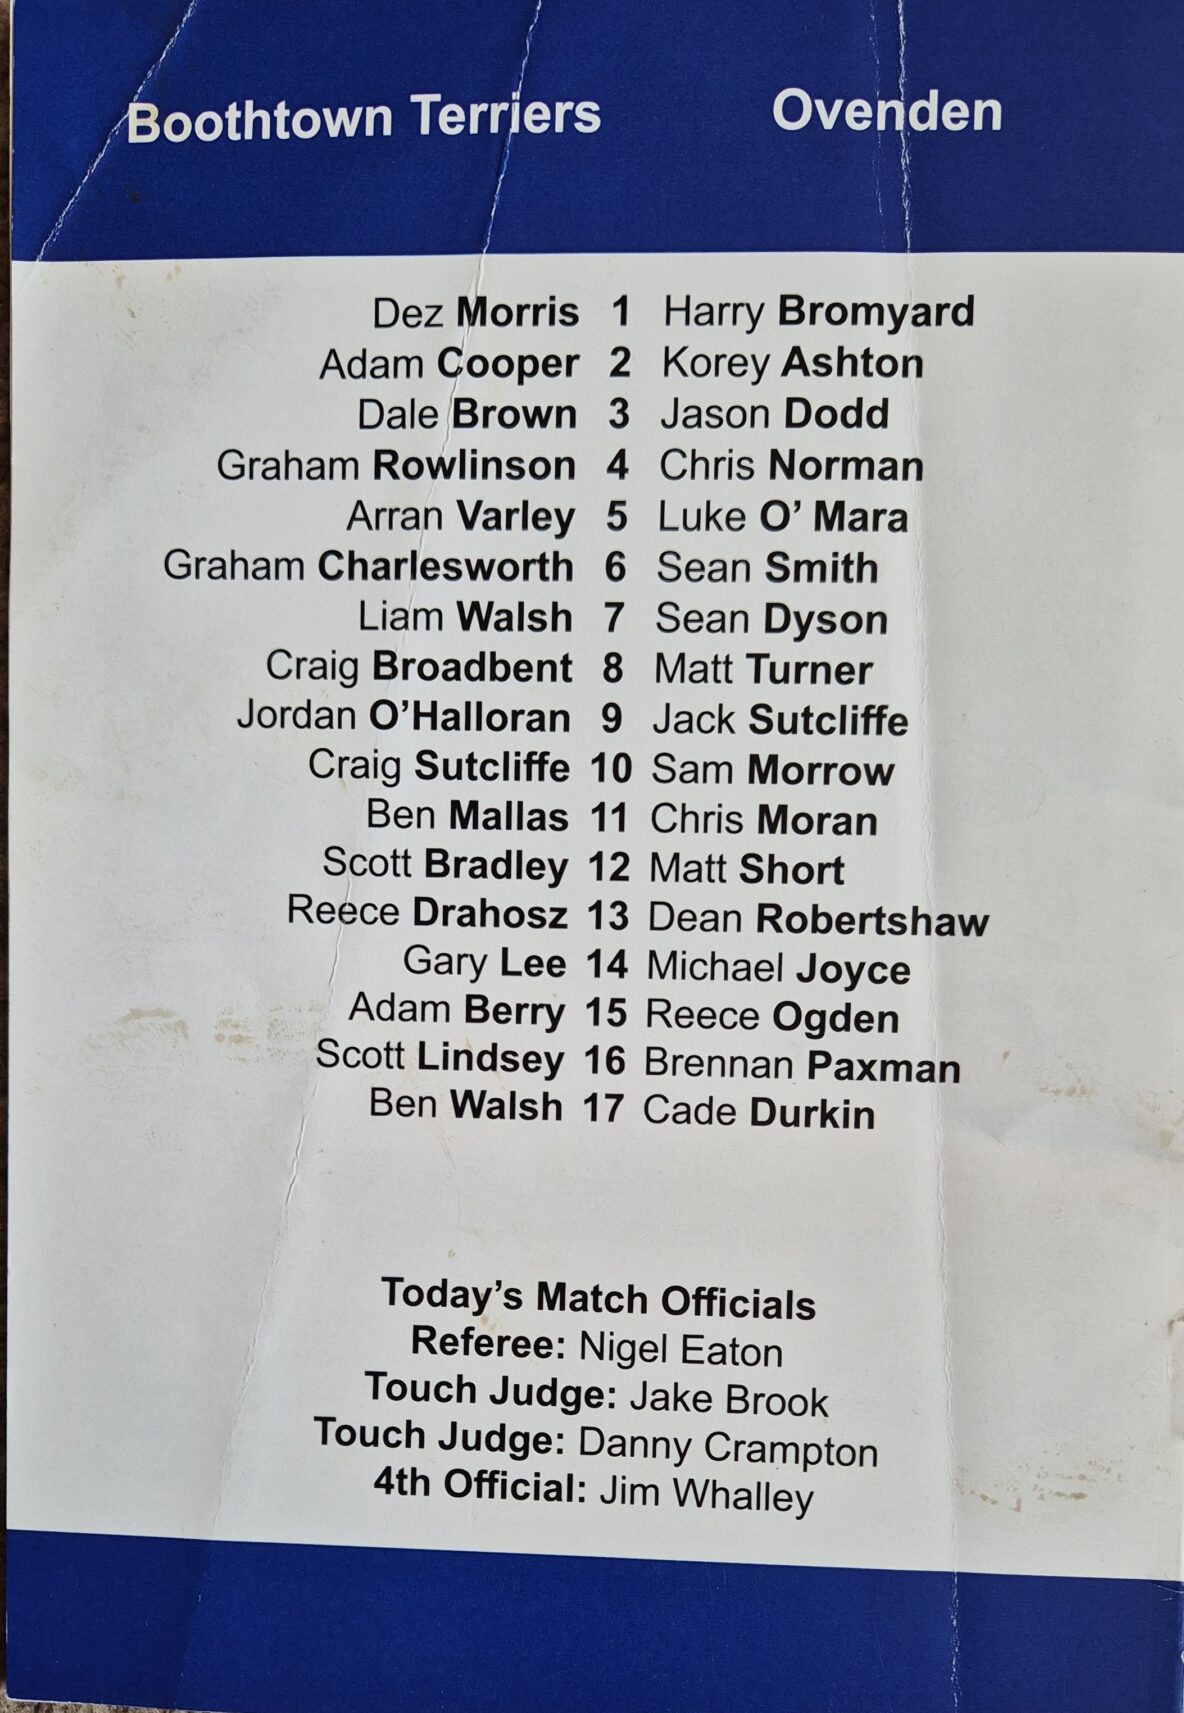 Boothtown Terriers Ovenden
Dez Morris 1 Harry Bromyard
Adam Cooper 2 Korey Ashton
Dale Brown 3 Jason Dodd
Graham Rowlinson 4 Chris Norman
Arran Varley 5 Luke O' Mara
Graham Charlesworth 6 Sean Smith
Liam Walsh 7 Sean Dyson
Craig Broadbent 8 Matt Turner
Jordan O'Halloran 9 Jack Sutcliffe
Craig Sutcliffe 10 Sam Morrow
Ben Mallas 11 Chris Moran
Scott Bradley 12 Matt Short
Reece Drahosz 13 Dean Robertshaw
Gary Lee 14 Michael Joyce
Adam Berry 15 Reece Ogden
Scott Lindsey 16 Brennan Paxman
Ben Walsh 17 Cade Durkin
Today's Match Officials
Referee: Nigel Eaton
Touch Judge: Jake Brook
Touch Judge: Danny Crampton
4th Official: Jim Whalley